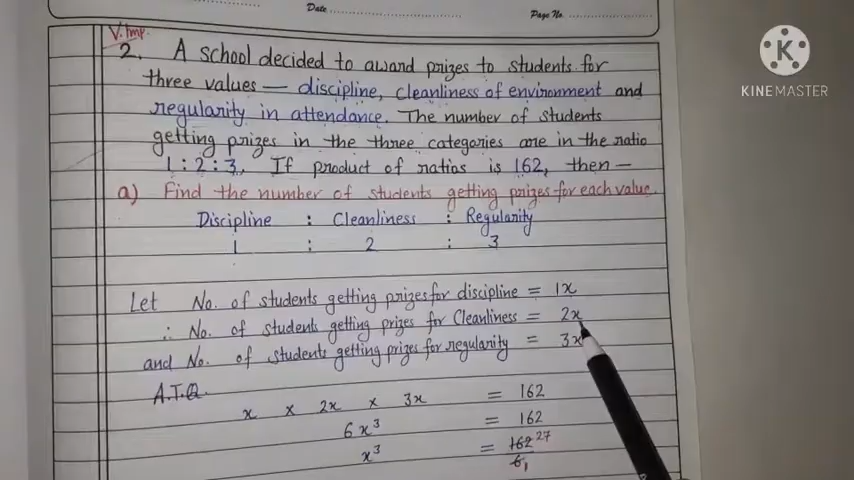 Date
Page No.
V. Imp
2. A school decided to award prizes to students for
three values — discipline, cleanliness of environment and
regularity in attendance. The number of students
getting prizes in the three categories are in the ratio
1 : 2 : 3. If product of ratios is 162, then —
a) Find the number of students getting prizes for each value.
Discipline : Cleanliness : Regularity
1 : 2 : 3
Let No. of students getting prizes for discipline = 1x
∴ No. of students getting prizes for Cleanliness = 2x
and No. of students getting prizes for regularity = 3x
A.T.Q.
x × 2x × 3x = 162
6x³ = 162
x³ = 162 27
6 1
KINEMASTER